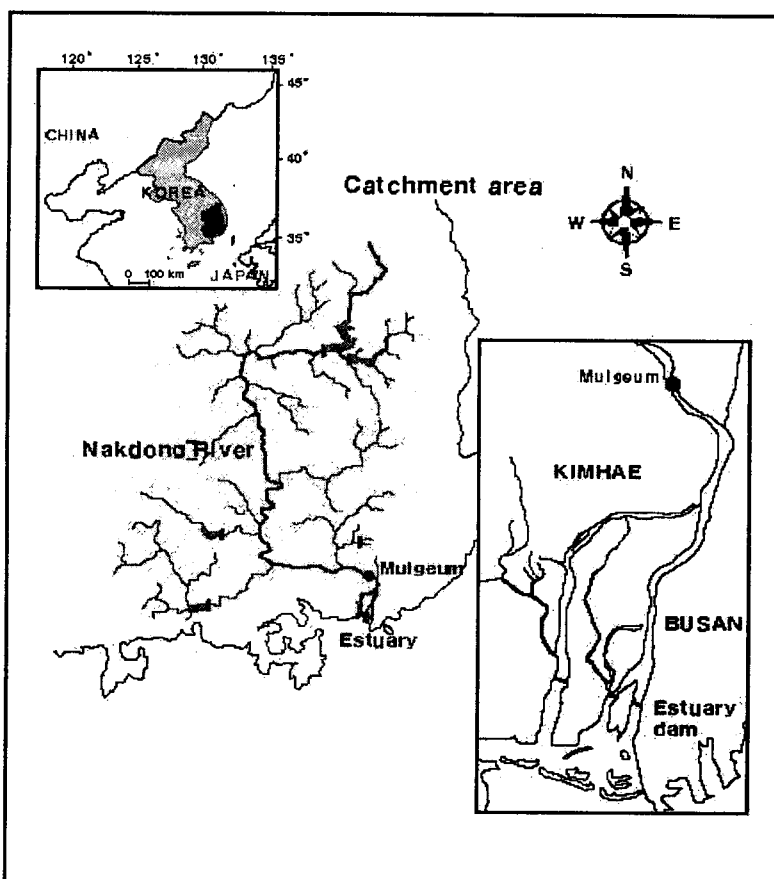 120° 125° 130° 135°
45°
CHINA
40°
KOREA
35°
0 100 km
JAPAN
Catchment area
N
W E
S
Mulgeum
Nakdong River
KIMHAE
Mulgeum
BUSAN
Estuary
Estuary
dam